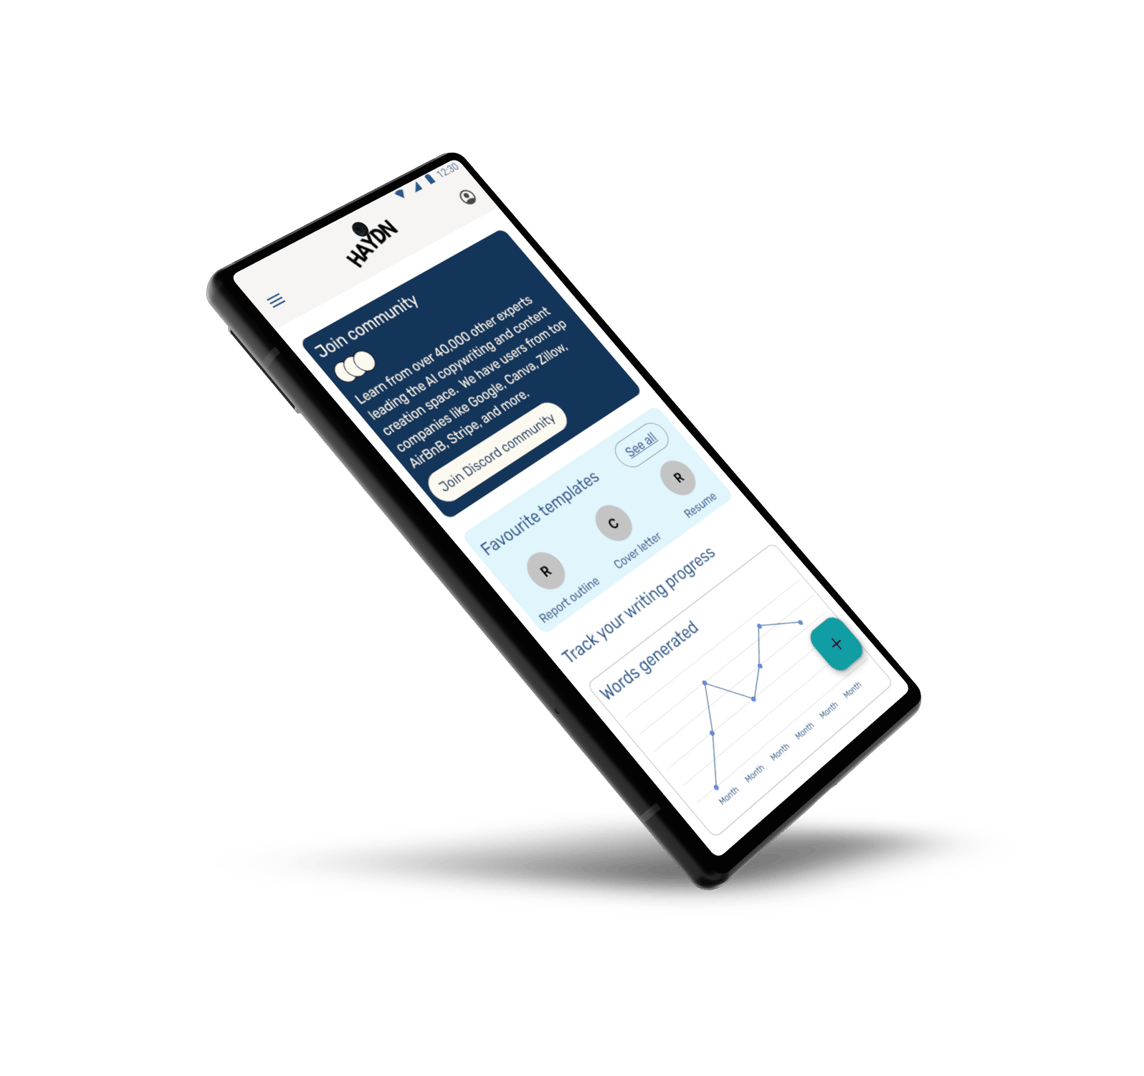 12:30
HAYDN
Join community
Learn from over 40,000 other experts
leading the AI copywriting and content
creation space. We have users from top
companies like Google, Canva, Zillow,
AirBnB, Stripe, and more.
Join Discord community
Favourite templates
See all
R
C
R
Report outline
Cover letter
Resume
Track your writing progress
Words generated
+
Month Month Month Month Month Month